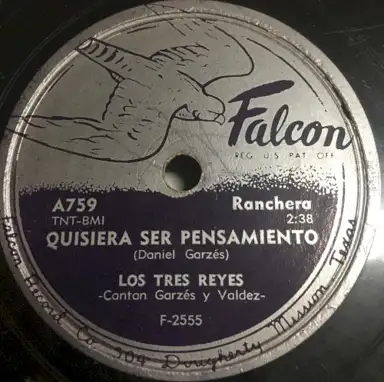 Falcon
REG. U.S. PAT. OFF.
A759
Ranchera
TNT-BMI
2:38
QUISIERA SER PENSAMIENTO
(Daniel Garzés)
LOS TRES REYES
-Cantan Garzés y Valdez-
F-2555
Falcon Record Co. 509 Dougherty Mission Texas